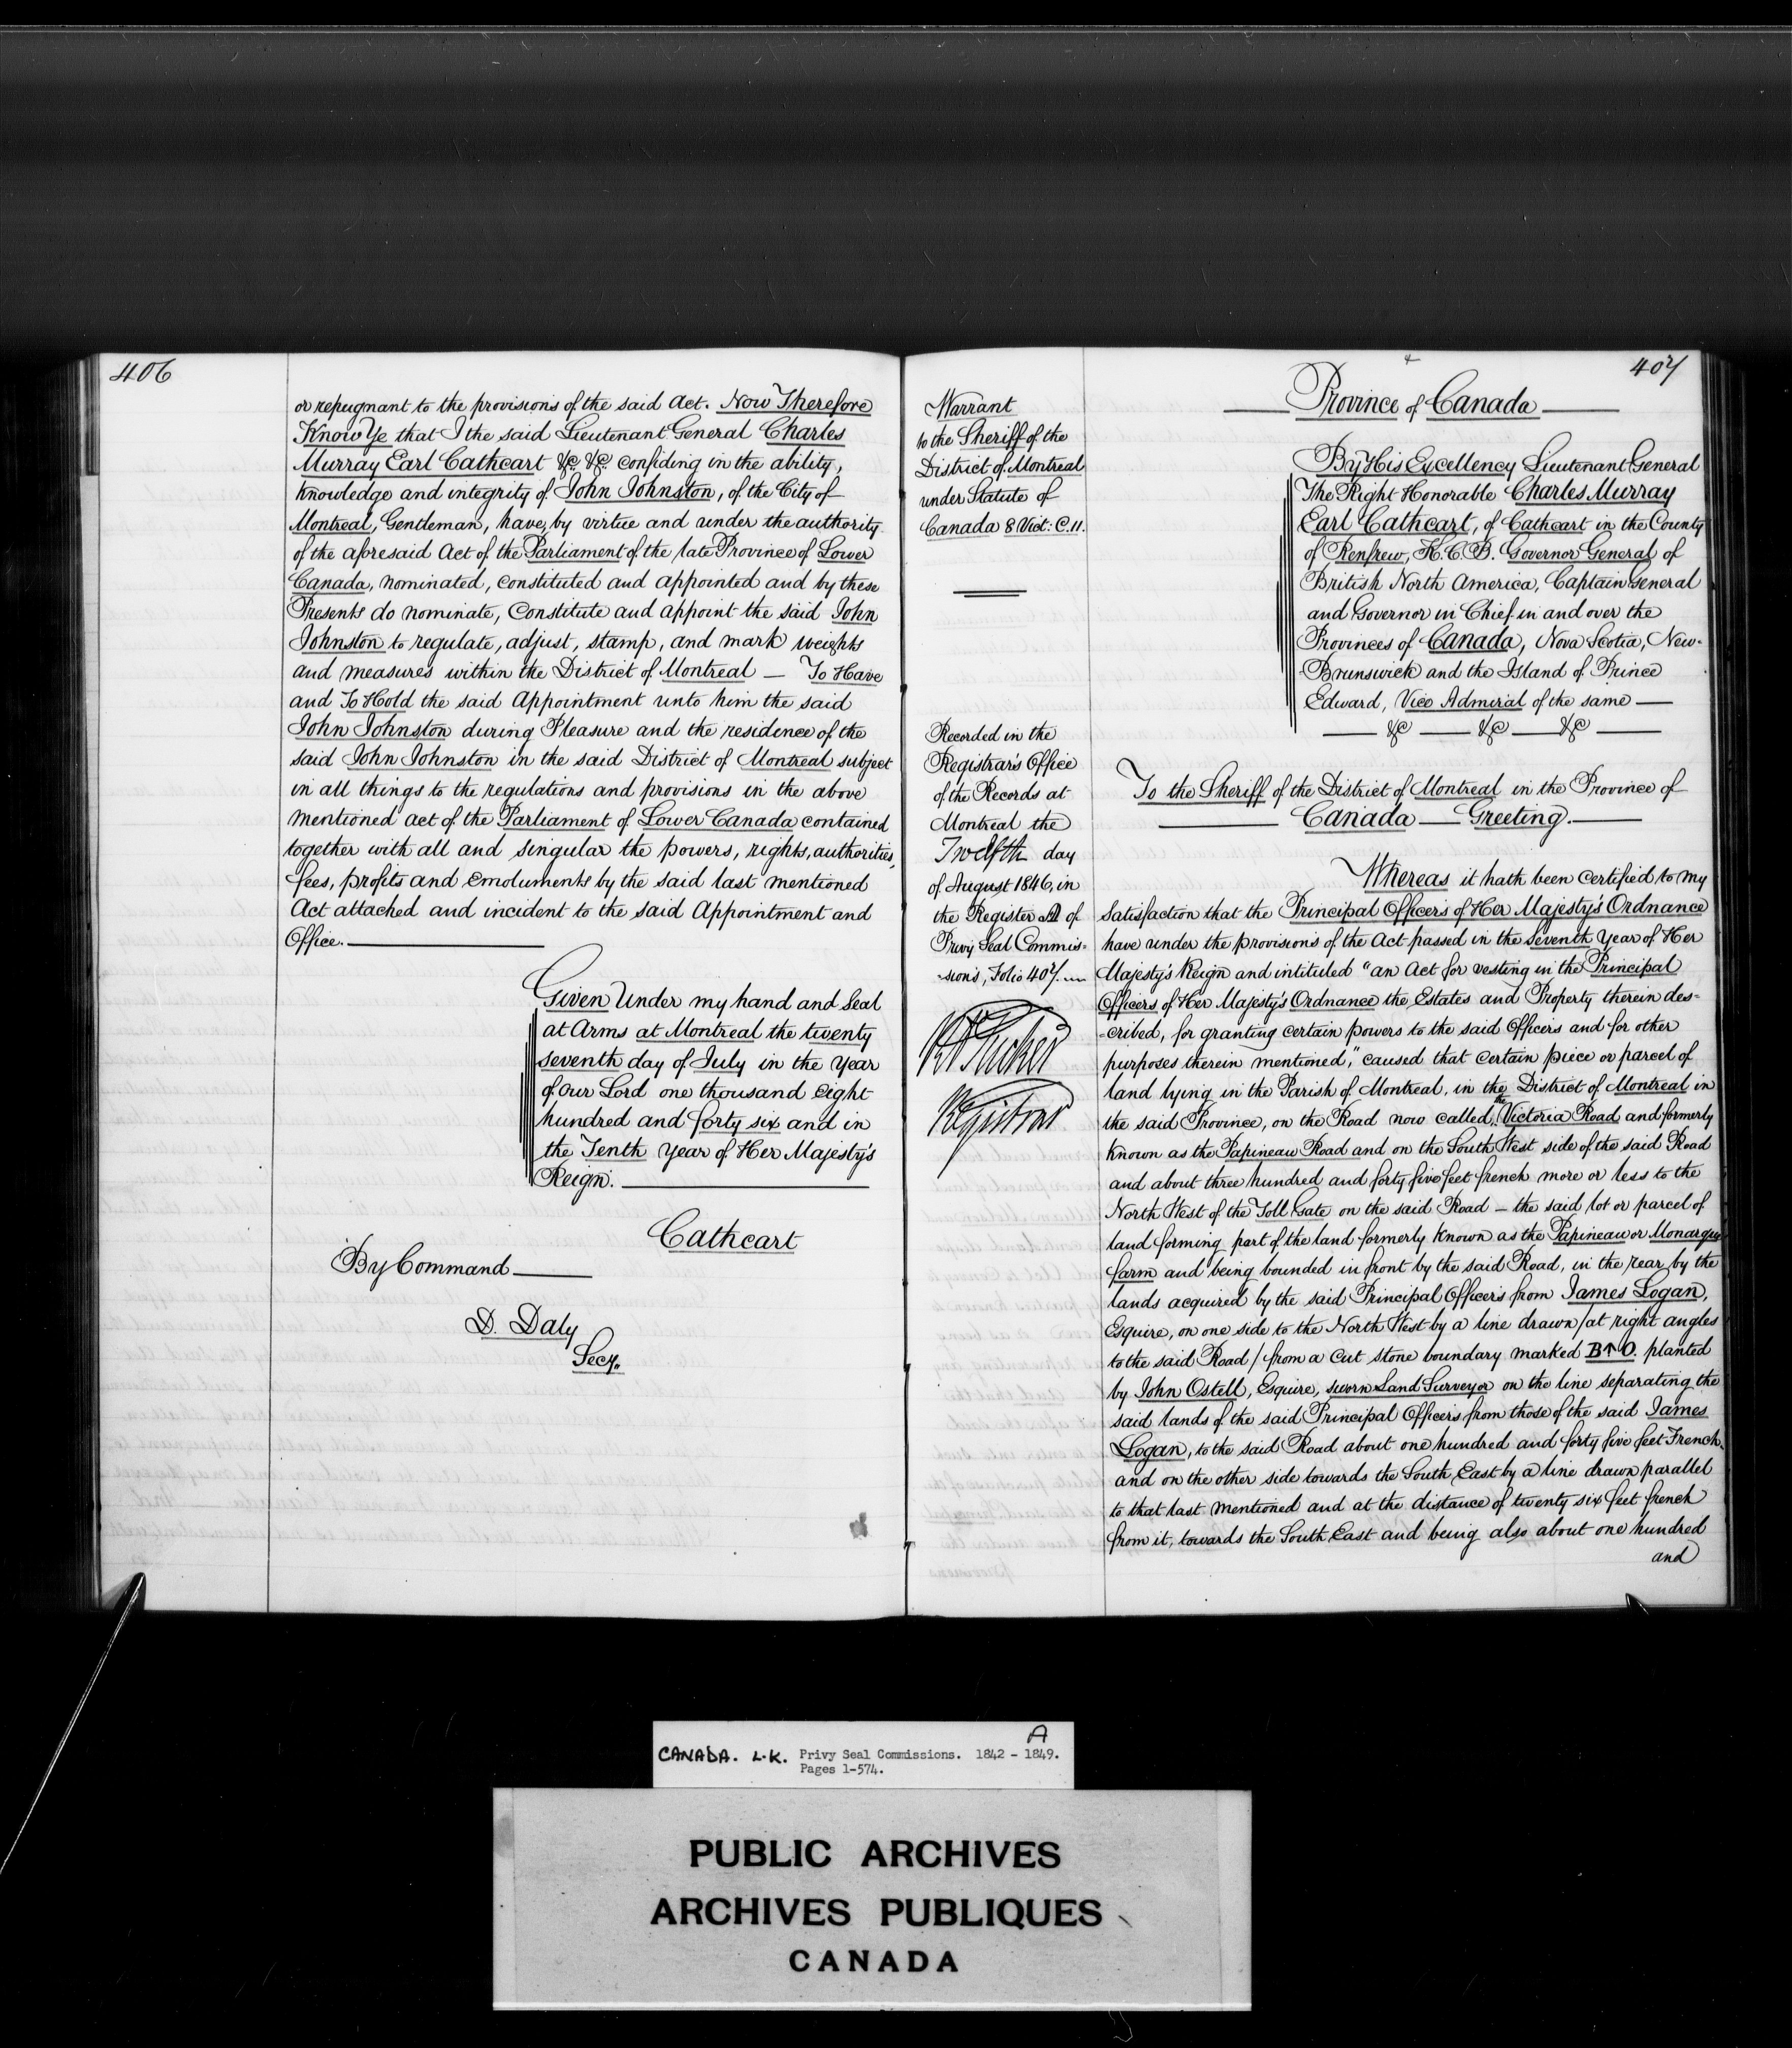 406
or repugnant to the provisions of the said Act. Now Therefore
Know Ye that I the said Lieutenant General Charles
Murray Earl Cathcart &c. &c. confiding in the ability,
knowledge and integrity of John Johnston, of the City of
Montreal, Gentleman, have, by virtue and under the authority
of the aforesaid Act of the Parliament of the late Province of Lower
Canada, nominated, constituted and appointed and by these
Presents do nominate, Constitute and appoint the said John
Johnston to regulate, adjust, stamp, and mark weights
and measures within the District of Montreal — To Have
and To Hold the said Appointment unto him the said
John Johnston during Pleasure and the residence of the
said John Johnston in the said District of Montreal subject
in all things to the regulations and provisions in the above
mentioned act of the Parliament of Lower Canada contained
together with all and singular the powers, rights, authorities,
fees, profits and emoluments by the said last mentioned
Act attached and incident to the said Appointment and
Office.
Given Under my hand and Seal
at Arms at Montreal the twenty
seventh day of July in the Year
of Our Lord one thousand eight
hundred and forty six and in
the Tenth year of Her Majesty's
Reign.
Cathcart
By Command
D. Daly
Secy.
407
Warrant
to the Sheriff of the
District of Montreal
under Statute of
Canada 8 Vict: C. 11.
Recorded in the
Registrar's Office
of the Records at
Montreal the
Twelfth day
of August 1846, in
the Register A of
Privy Seal Commis=
=sions, Folio 407.
R A Tucker
Registrar
Province of Canada
By His Excellency Lieutenant General
The Right Honorable Charles Murray
Earl Cathcart, of Cathcart in the County
of Renfrew, K.C.B. Governor General of
British North America, Captain General
and Governor in Chief in and over the
Provinces of Canada, Nova Scotia, New-
Brunswick and the Island of Prince
Edward, Vice Admiral of the same —
— &c — &c — &c —
To the Sheriff of the District of Montreal in the Province of
Canada — Greeting.
Whereas it hath been certified to my
Satisfaction that the Principal Officers of Her Majesty's Ordnance
have under the provisions of the Act passed in the Seventh Year of Her
Majesty's Reign and intituled "an Act for vesting in the Principal
Officers of Her Majesty's Ordnance the Estates and Property therein des=
=cribed, for granting certain powers to the said Officers and for other
purposes therein mentioned," caused that certain piece or parcel of
land lying in the Parish of Montreal, in the District of Montreal in
the said Province, on the Road now called the Victoria Road and formerly
known as the Papineau Road and on the South West side of the said Road
and about three hundred and forty five feet french more or less to the
North West of the Toll Gate on the said Road — the said lot or parcel of
land forming part of the land formerly known as the Papineau or Monarque
farm and being bounded in front by the said Road, in the rear by the
lands acquired by the said Principal Officers from James Logan,
Esquire, on one side to the North West by a line drawn / at right angles
to the said Road / from a cut stone boundary marked B↑O. planted
by John Ostell, Esquire, sworn Land Surveyor on the line separating the
said lands of the said Principal Officers from those of the said James
Logan, to the said Road about one hundred and forty five feet French,
and on the other side towards the South East by a line drawn parallel
to that last mentioned and at the distance of twenty six feet french
from it, towards the South East and being also about one hundred
and
CANADA. L.K. Privy Seal Commissions. 1842 - 1849. A
Pages 1-574.
PUBLIC ARCHIVES
ARCHIVES PUBLIQUES
CANADA